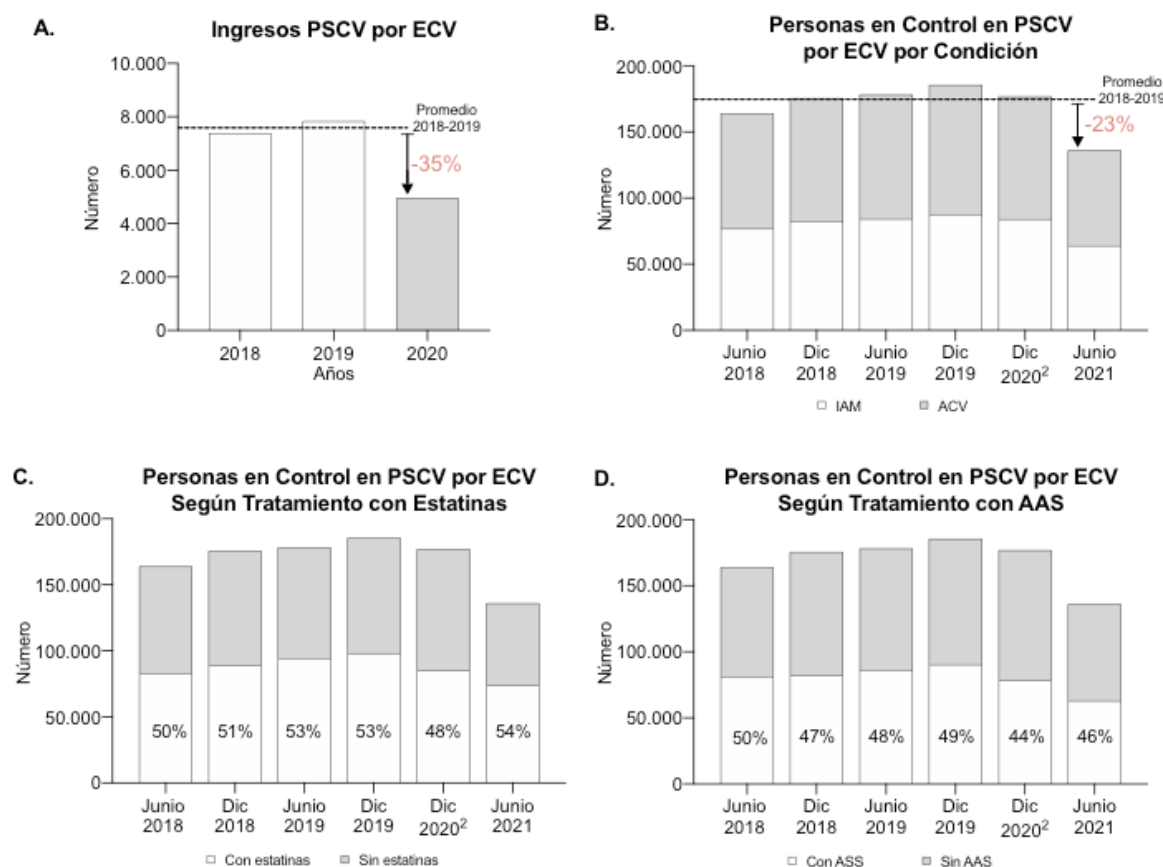 A.
Ingresos PSCV por ECV
10.000
8.000
6.000
4.000
2.000
0
Número
Promedio
2018-2019
-35%
2018 2019 2020
Años
B.
Personas en Control en PSCV
por ECV por Condición
200.000
150.000
100.000
50.000
0
Número
Promedio
2018-2019
-23%
Junio Dic Junio Dic Dic Junio
2018 2018 2019 2019 2020² 2021
IAM ACV
C.
Personas en Control en PSCV por ECV
Según Tratamiento con Estatinas
200.000
150.000
100.000
50.000
0
Número
50% 51% 53% 53% 48% 54%
Junio Dic Junio Dic Dic Junio
2018 2018 2019 2019 2020² 2021
Con estatinas Sin estatinas
D.
Personas en Control en PSCV por ECV
Según Tratamiento con AAS
200.000
150.000
100.000
50.000
0
Número
50% 47% 48% 49% 44% 46%
Junio Dic Junio Dic Dic Junio
2018 2018 2019 2019 2020² 2021
Con ASS Sin AAS